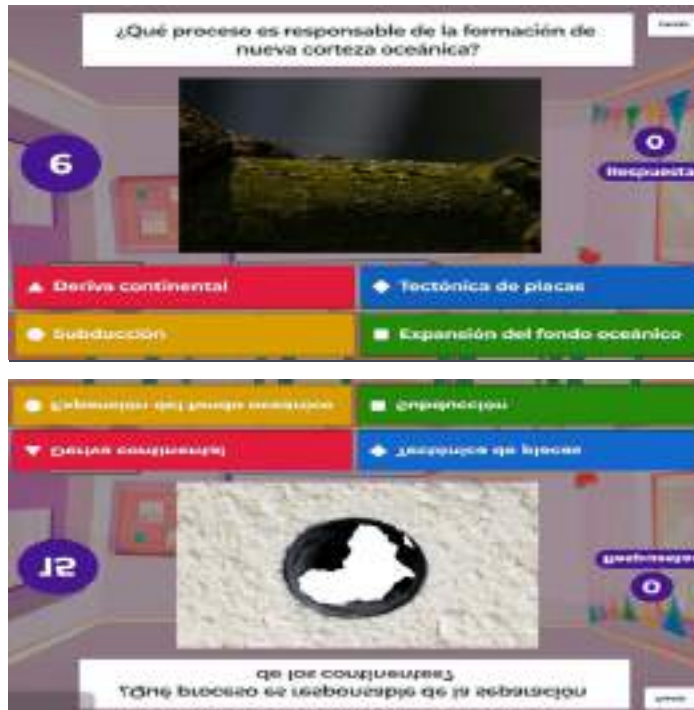 ¿Qué proceso es responsable de la formación de
nueva corteza oceánica?
6
0
Respuesta
Deriva continental
Tectónica de placas
Subducción
Expansión del fondo oceánico
Expansión del fondo oceánico
Subducción
Deriva continental
Tectónica de placas
15
Respuestas
0
¿Qué proceso es responsable de la separación
de los continentes?